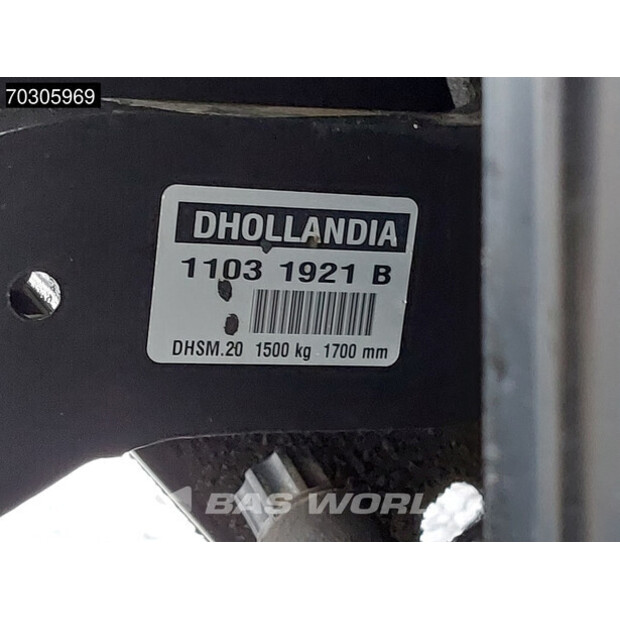 70305969
DHOLLANDIA
1103 1921 B
DHSM.20 1500 kg 1700 mm
BAS WORL